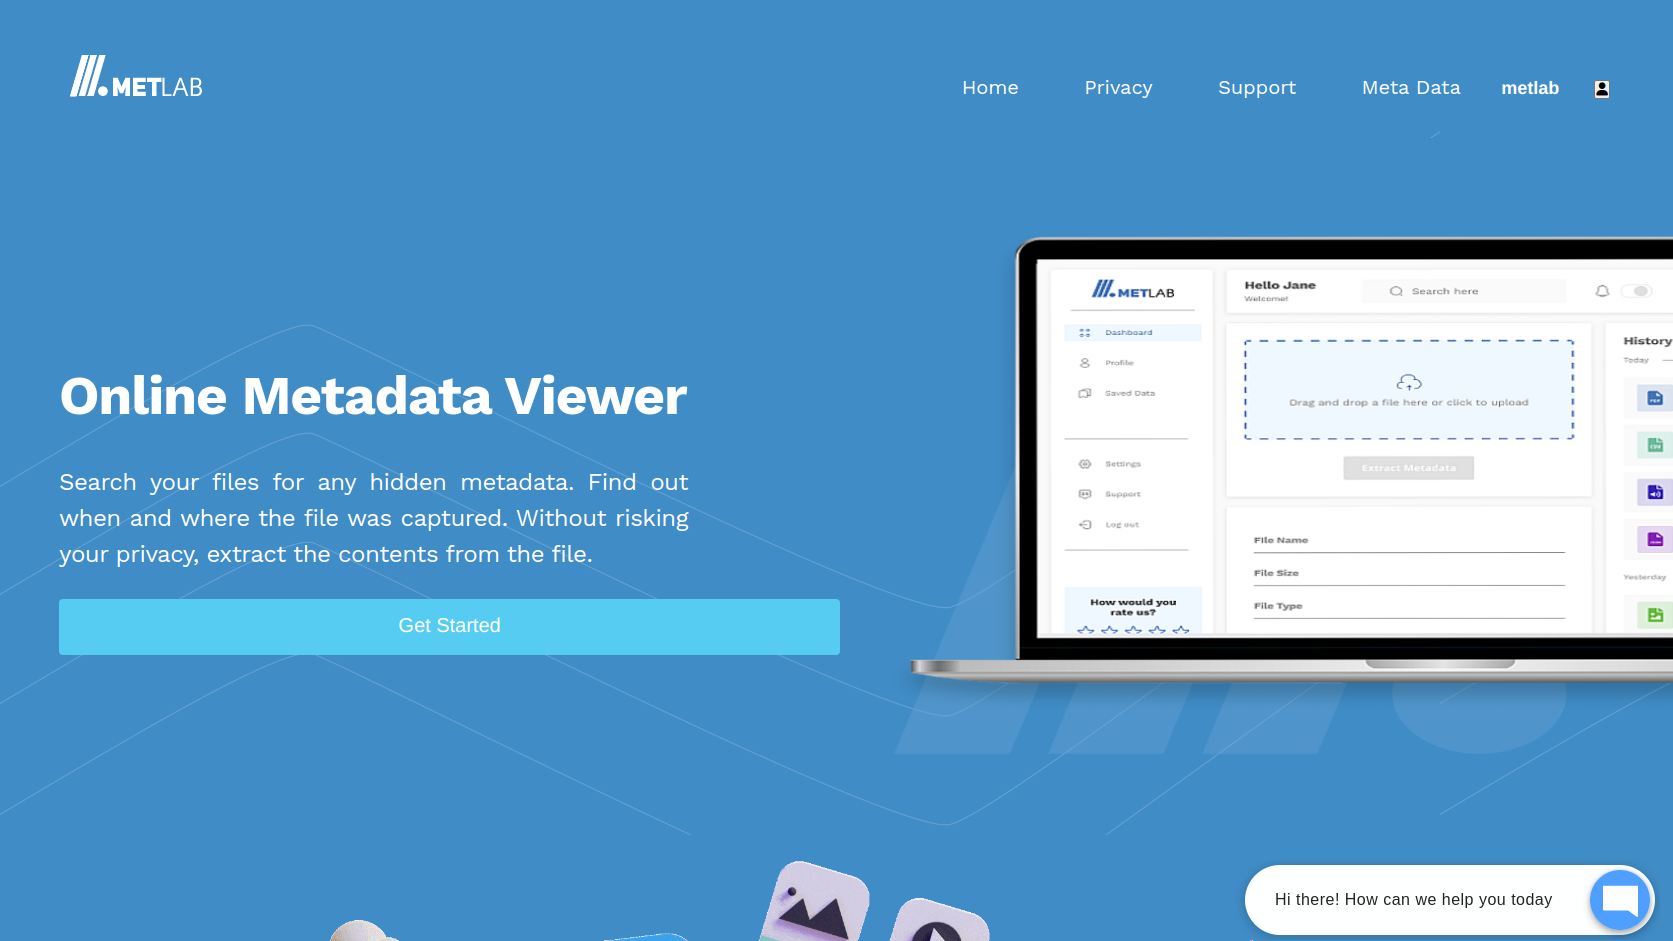 METLAB
Home
Privacy
Support
Meta Data
metlab
Online Metadata Viewer
Search your files for any hidden metadata. Find out
when and where the file was captured. Without risking
your privacy, extract the contents from the file.
Get Started
METLAB
Dashboard
Profile
Saved Data
Settings
Support
Log out
How would you
rate us?
Hello Jane
Welcome!
Search here
Drag and drop a file here or click to upload
Extract Metadata
File Name
File Size
File Type
History
Today
PDF
CSV
Yesterday
Hi there! How can we help you today